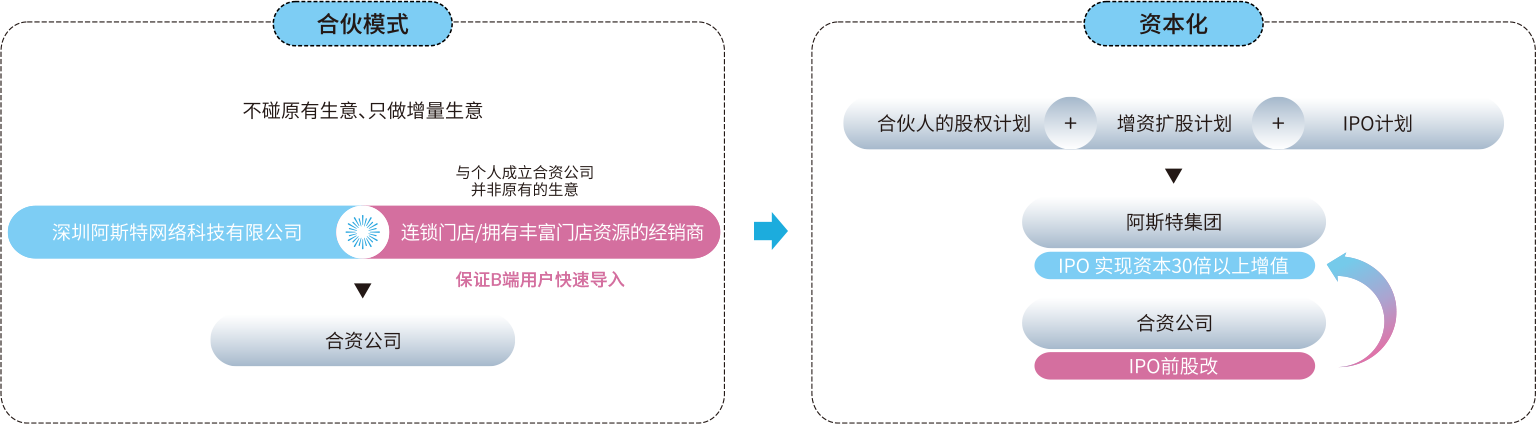 合伙模式
不碰原有生意、只做增量生意
与个人成立合资公司
并非原有的生意
深圳阿斯特网络科技有限公司
连锁门店/拥有丰富门店资源的经销商
保证B端用户快速导入
合资公司
资本化
合伙人的股权计划 + 增资扩股计划 + IPO计划
阿斯特集团
IPO 实现资本30倍以上增值
合资公司
IPO前股改